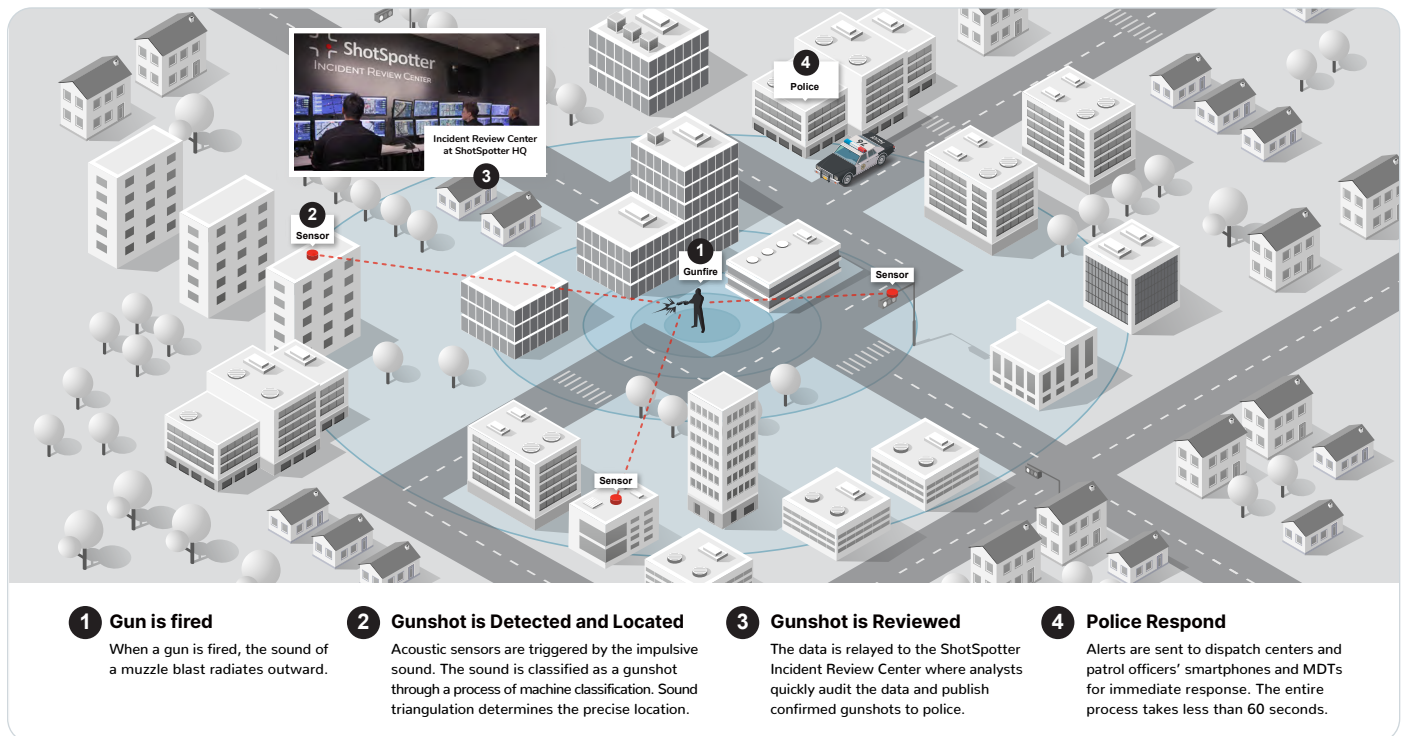 ShotSpotter
INCIDENT REVIEW CENTER
Incident Review Center
at ShotSpotter HQ
3
4
Police
2
Sensor
1
Gunfire
Sensor
Sensor
1 Gun is fired
When a gun is fired, the sound of
a muzzle blast radiates outward.
2 Gunshot is Detected and Located
Acoustic sensors are triggered by the impulsive
sound. The sound is classified as a gunshot
through a process of machine classification. Sound
triangulation determines the precise location.
3 Gunshot is Reviewed
The data is relayed to the ShotSpotter
Incident Review Center where analysts
quickly audit the data and publish
confirmed gunshots to police.
4 Police Respond
Alerts are sent to dispatch centers and
patrol officers' smartphones and MDTs
for immediate response. The entire
process takes less than 60 seconds.